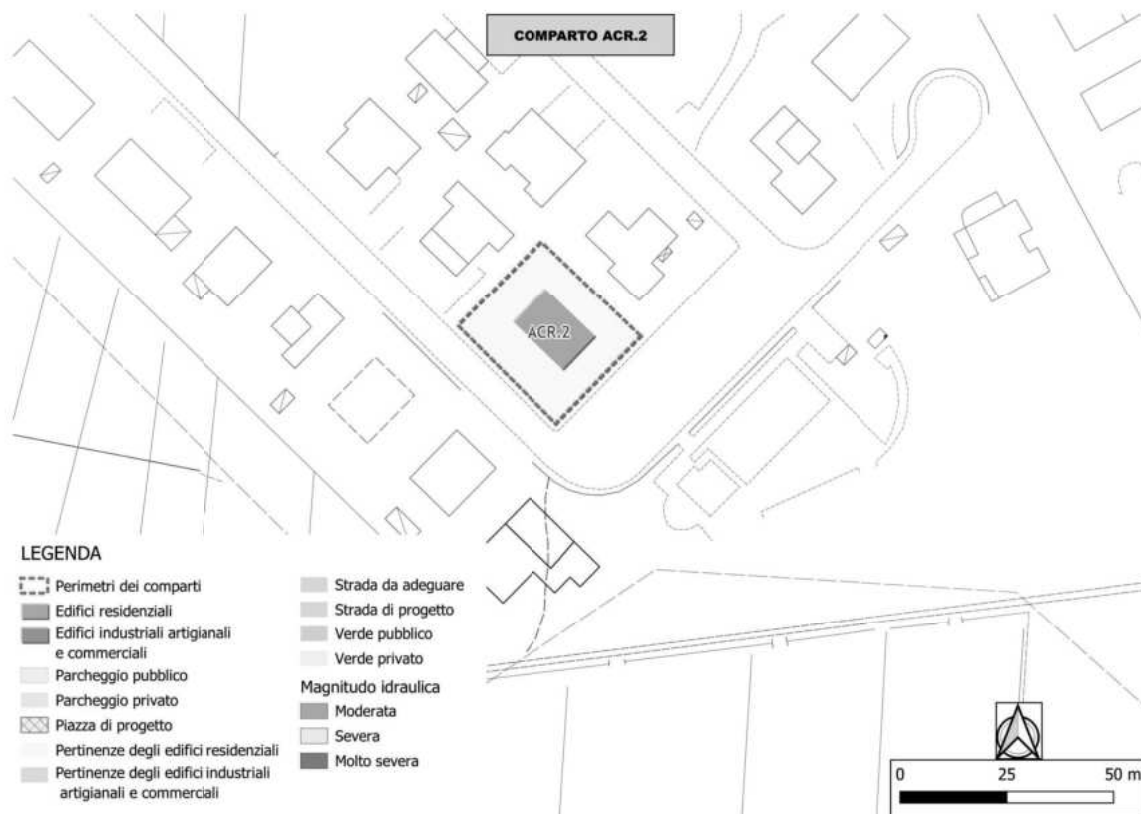 COMPARTO ACR.2
ACR.2
LEGENDA
Perimetri dei comparti
Edifici residenziali
Edifici industriali artigianali
e commerciali
Parcheggio pubblico
Parcheggio privato
Piazza di progetto
Pertinenze degli edifici residenziali
Pertinenze degli edifici industriali
artigianali e commerciali
Strada da adeguare
Strada di progetto
Verde pubblico
Verde privato
Magnitudo idraulica
Moderata
Severa
Molto severa
0 25 50 m